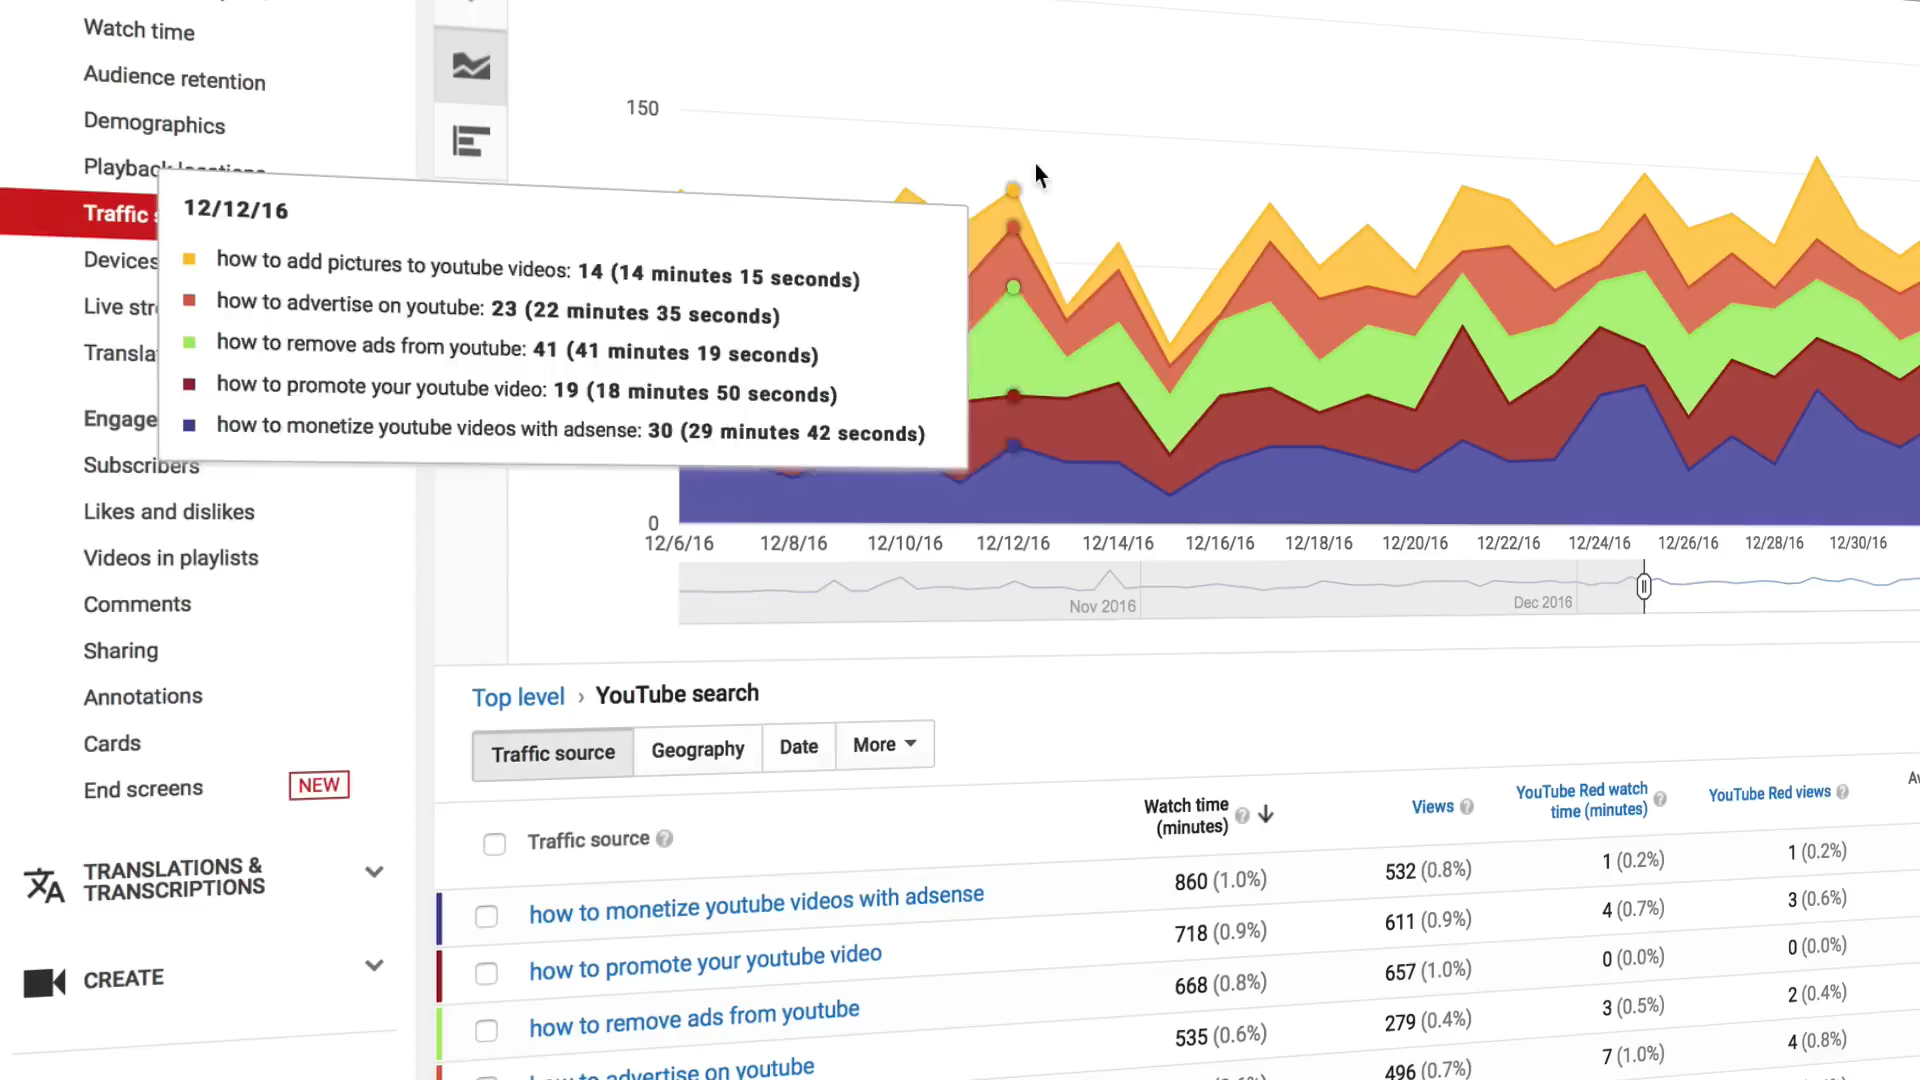 Watch time
Audience retention
Demographics
Playback locations
Traffic
Devices
Live
Engage
Subscribers
Likes and dislikes
Videos in playlists
Comments
Sharing
Annotations
Cards
End screens NEW
TRANSLATIONS &
TRANSCRIPTIONS
CREATE
12/12/16
how to add pictures to youtube videos: 14 (14 minutes 15 seconds)
how to advertise on youtube: 23 (22 minutes 35 seconds)
how to remove ads from youtube: 41 (41 minutes 19 seconds)
how to promote your youtube video: 19 (18 minutes 50 seconds)
how to monetize youtube videos with adsense: 30 (29 minutes 42 seconds)
150
0
12/6/16 12/8/16 12/10/16 12/12/16 12/14/16 12/16/16 12/18/16 12/20/16 12/22/16 12/24/16 12/26/16 12/28/16 12/30/16
Nov 2016 Dec 2016
Top level › YouTube search
Traffic source Geography Date More
Traffic source Watch time (minutes) Views YouTube Red watch time (minutes) YouTube Red views
how to monetize youtube videos with adsense 860 (1.0%) 532 (0.8%) 1 (0.2%) 1 (0.2%)
how to promote your youtube video 718 (0.9%) 611 (0.9%) 4 (0.7%) 3 (0.6%)
how to remove ads from youtube 668 (0.8%) 657 (1.0%) 0 (0.0%) 0 (0.0%)
how to advertise on youtube 535 (0.6%) 279 (0.4%) 3 (0.5%) 2 (0.4%)
496 (0.7%) 7 (1.0%) 4 (0.8%)